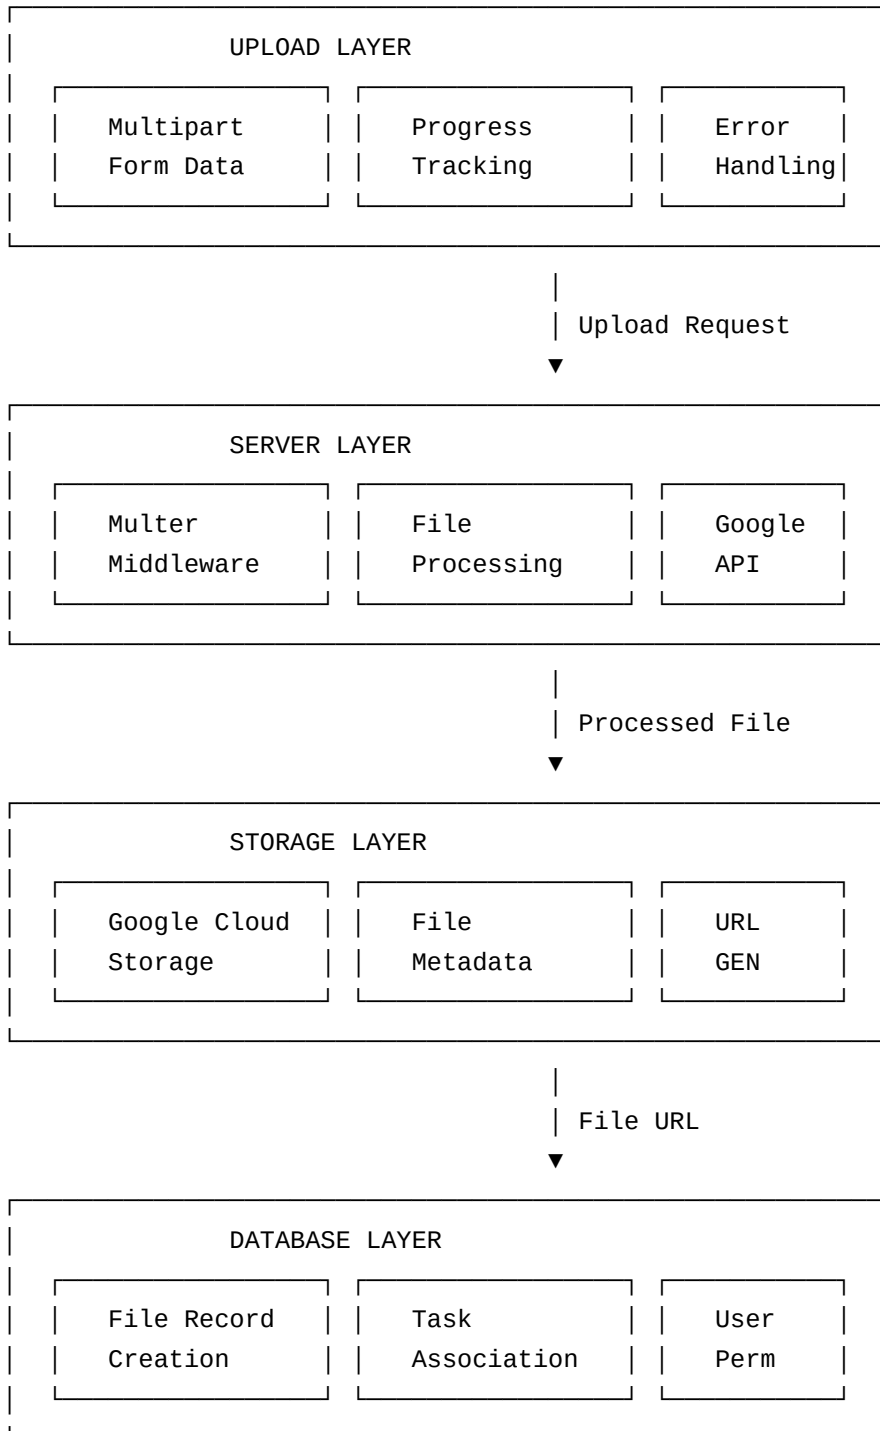 UPLOAD LAYER
Multipart Progress Error
Form Data Tracking Handling
Upload Request
SERVER LAYER
Multer File Google
Middleware Processing API
Processed File
STORAGE LAYER
Google Cloud File URL
Storage Metadata GEN
File URL
DATABASE LAYER
File Record Task User
Creation Association Perm